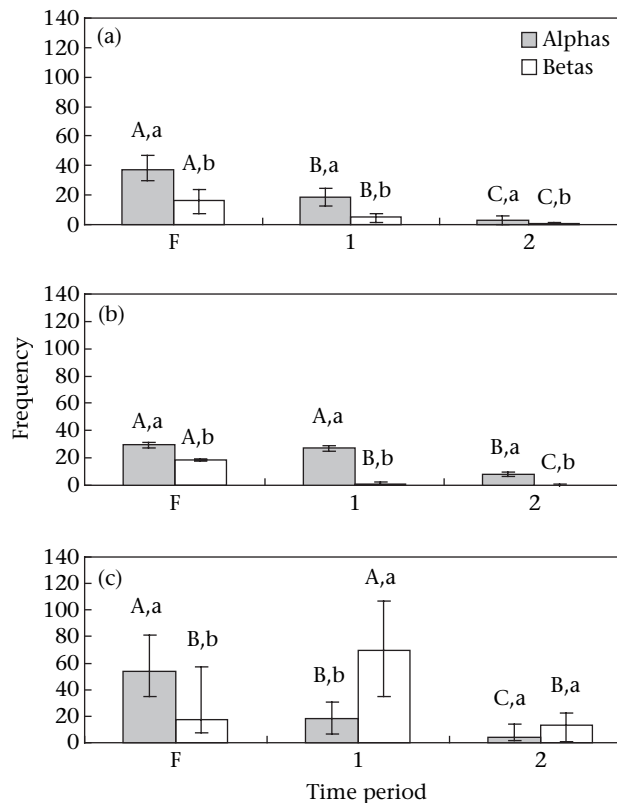 140
(a)
Alphas
120
Betas
100
80
60
A,a
40
A,b
B,a
20
B,b
C,a C,b
0
F 1 2
140
(b)
120
100
80
60
A,a
A,a
40
A,b
B,a
20
B,b
C,b
0
F 1 2
140
(c)
120
A,a
100
A,a
80
B,b
60
B,b
40
B,a
C,a
20
0
F 1 2
Frequency
Time period